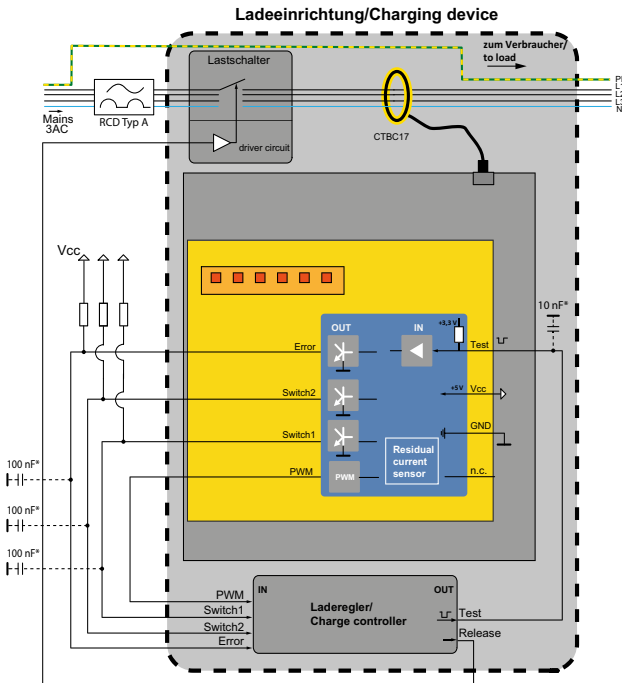 Ladeeinrichtung/Charging device
zum Verbraucher/
to load
Lastschalter
Mains
3AC
RCD Typ A
driver circuit
CTBC17
N
Vcc
10 nF*
OUT
IN
+3,3 V
Error
Test
Switch2
+5V
Vcc
Switch1
GND
Residual
current
sensor
PWM
PWM
n.c.
100 nF*
100 nF*
100 nF*
IN
OUT
PWM
Switch1
Switch2
Error
Laderegler/
Charge controller
Test
Release